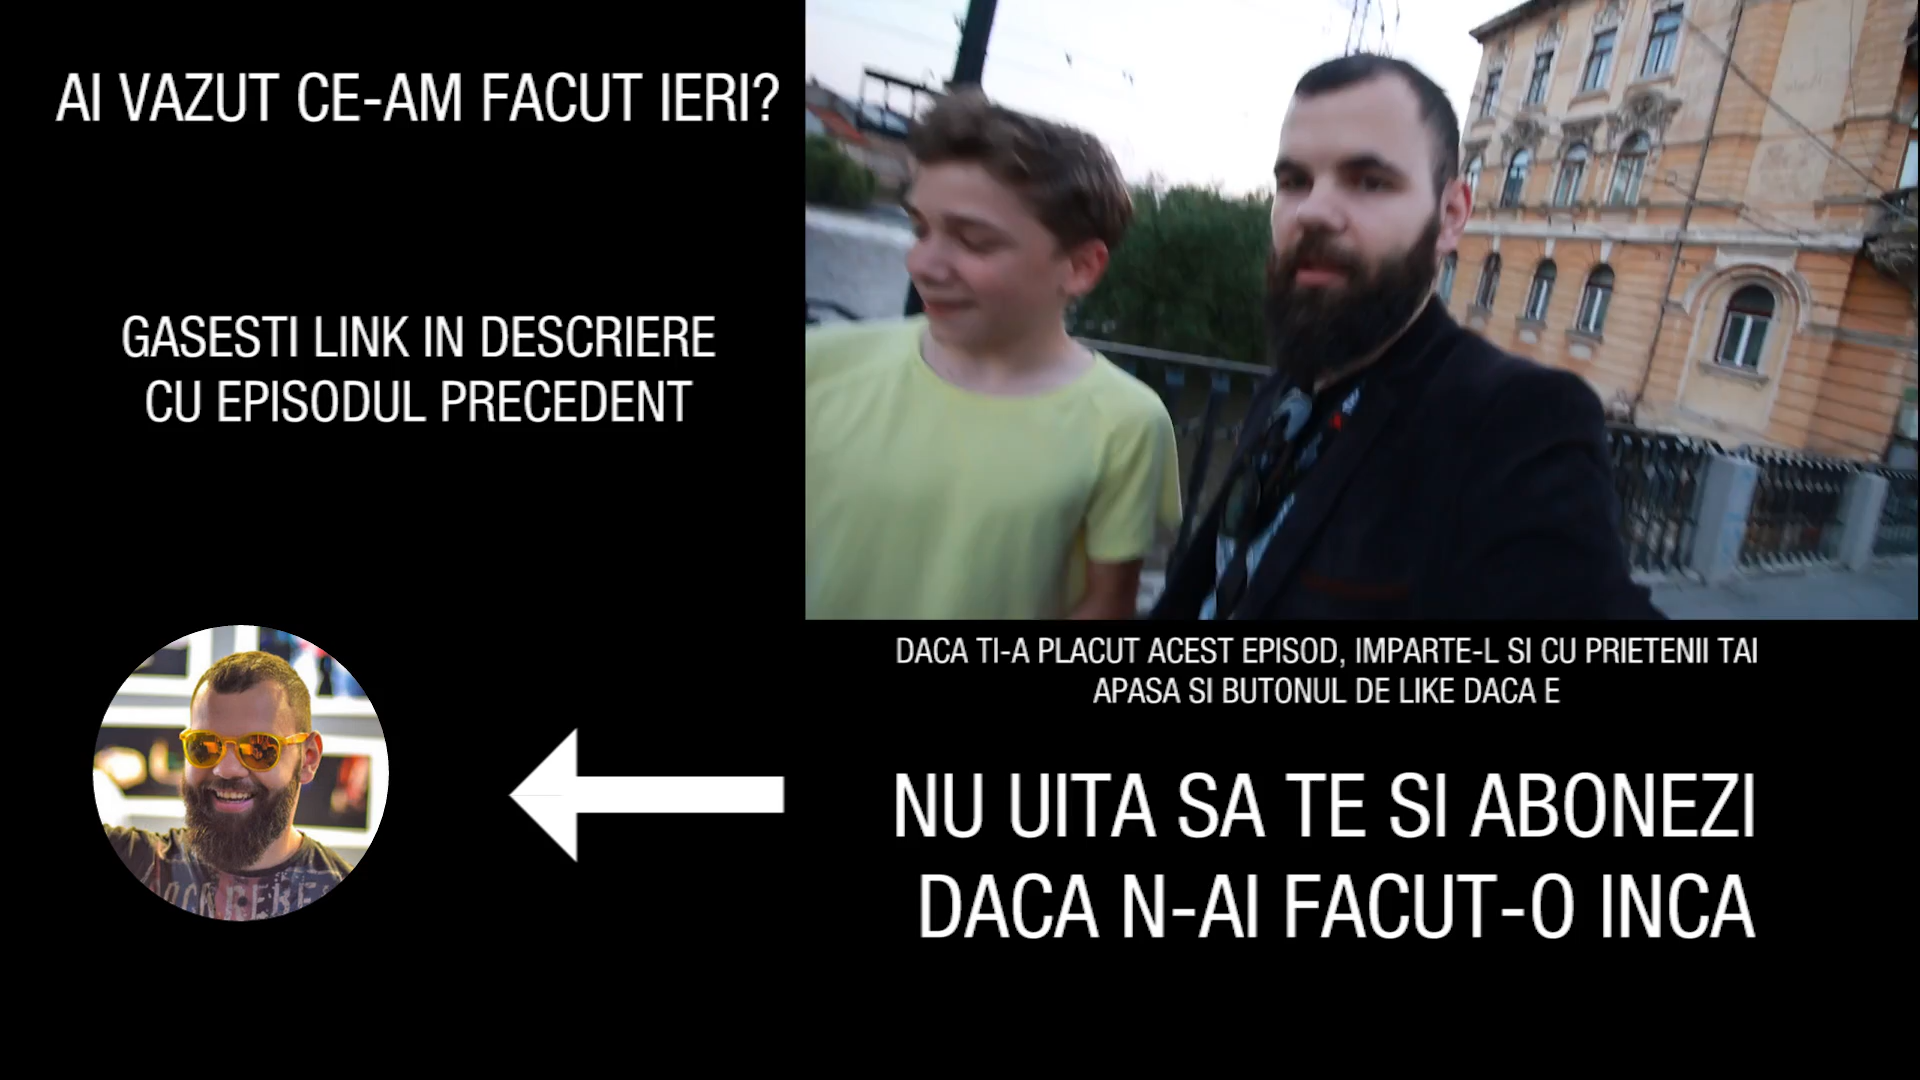 AI VAZUT CE-AM FACUT IERI?
GASESTI LINK IN DESCRIERE
CU EPISODUL PRECEDENT
DACA TI-A PLACUT ACEST EPISOD, IMPARTE-L SI CU PRIETENII TAI
APASA SI BUTONUL DE LIKE DACA E
NU UITA SA TE SI ABONEZI
DACA N-AI FACUT-O INCA